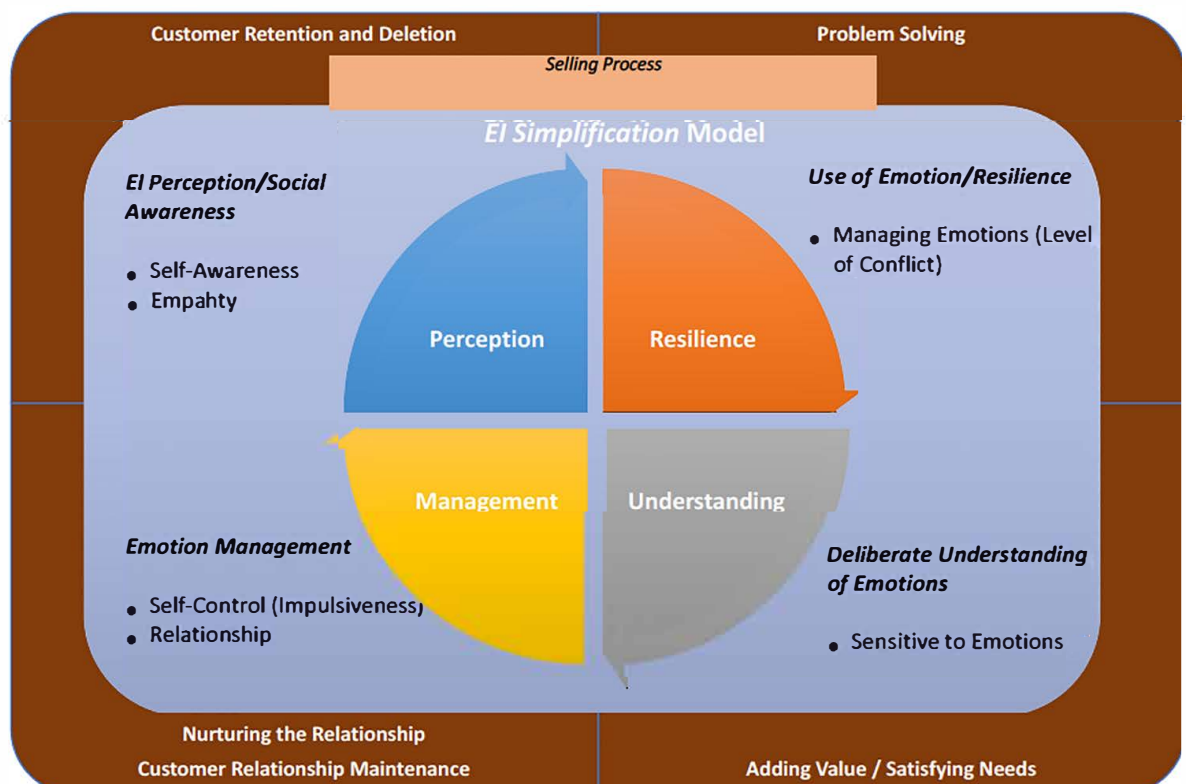 Customer Retention and Deletion
Problem Solving
Selling Process
EI Simplification Model
EI Perception/Social
Awareness
• Self-Awareness
• Empahty
Use of Emotion/Resilience
• Managing Emotions (Level
of Conflict)
Perception
Resilience
Management
Understanding
Emotion Management
• Self-Control (Impulsiveness)
• Relationship
Deliberate Understanding
of Emotions
• Sensitive to Emotions
Nurturing the Relationship
Customer Relationship Maintenance
Adding Value / Satisfying Needs